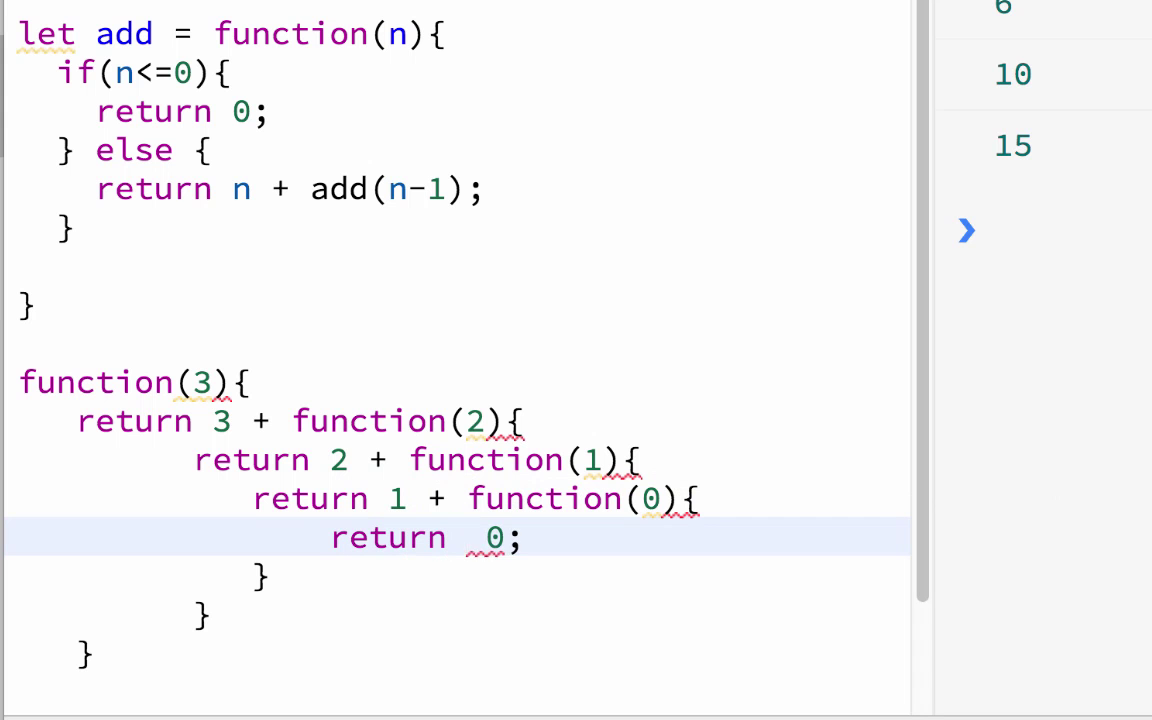 let add = function(n){
if(n<=0){
return 0;
} else {
return n + add(n-1);
}
}
function(3){
return 3 + function(2){
return 2 + function(1){
return 1 + function(0){
return 0;
}
}
}
6
10
15
❯